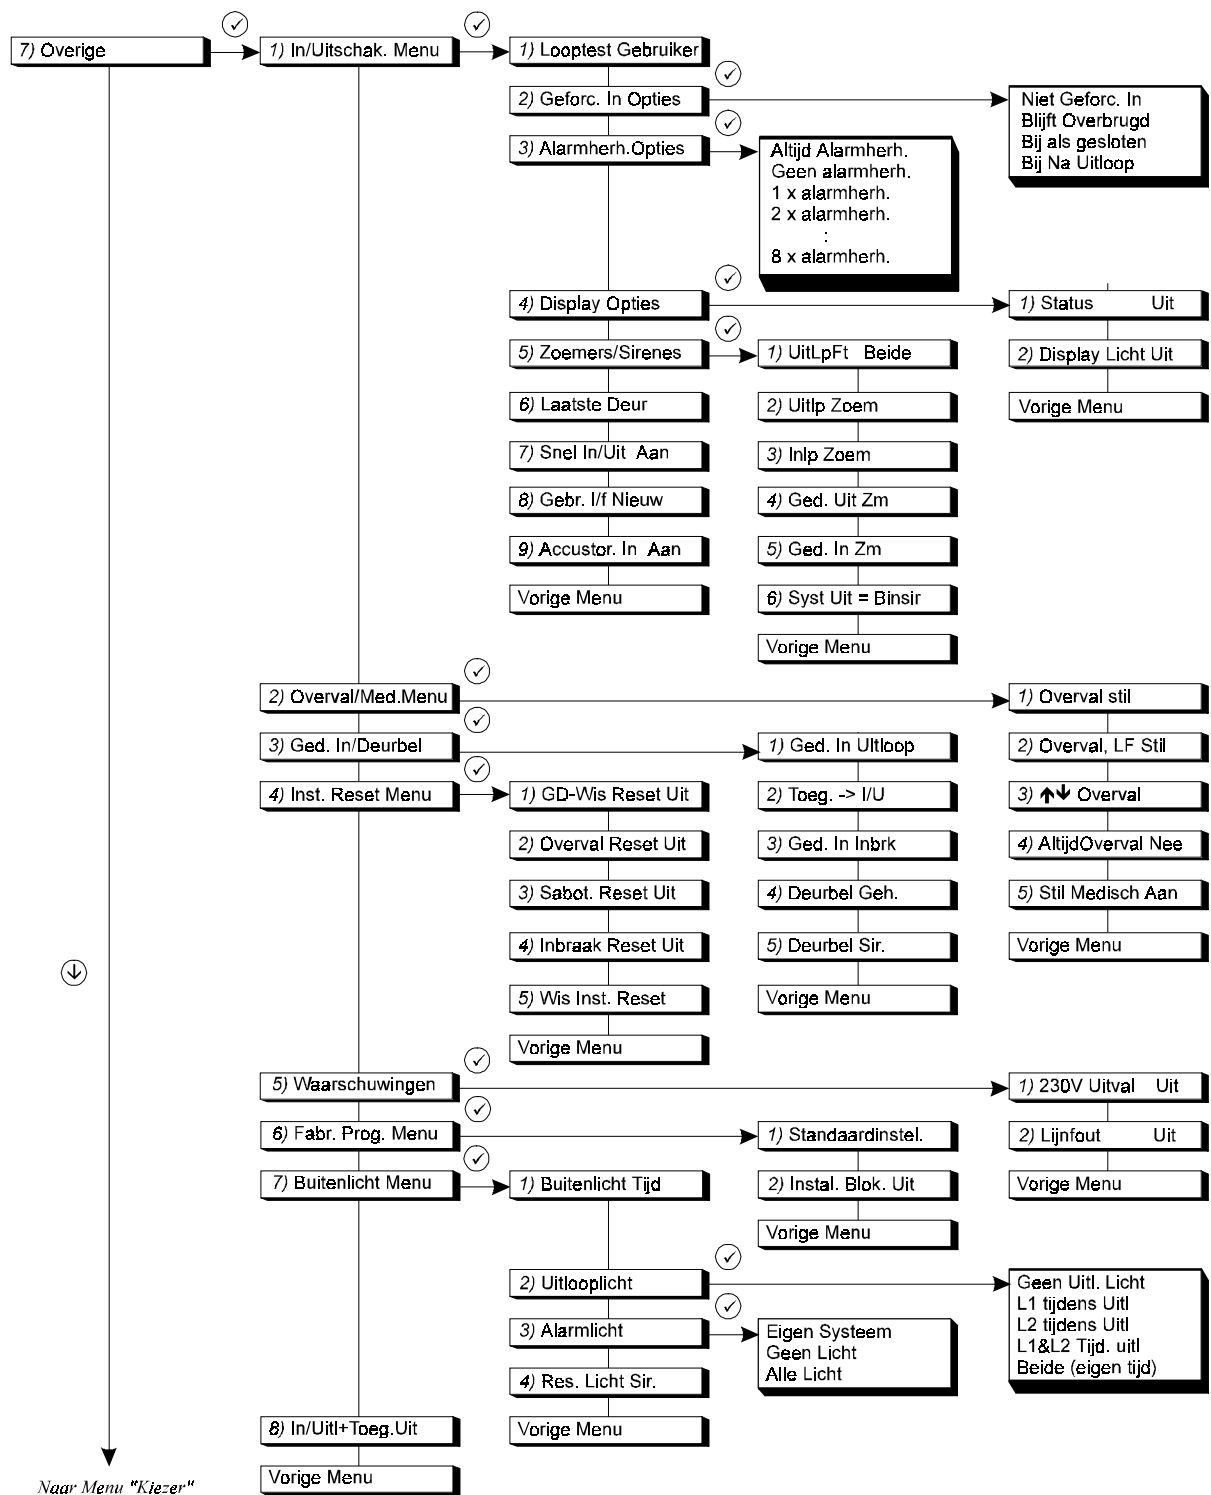 7) Overige
1) In/Uitschak. Menu
1) Looptest Gebruiker
2) Geforc. In Opties
Niet Geforc. In
Blijft Overbrugd
Bij als gesloten
Bij Na Uitloop
3) Alarmherh.Opties
Altijd Alarmherh.
Geen alarmherh.
1 x alarmherh.
2 x alarmherh.
:
8 x alarmherh.
4) Display Opties
1) Status Uit
2) Display Licht Uit
Vorige Menu
5) Zoemers/Sirenes
1) UitLpFt Beide
2) Uitlp Zoem
3) Inlp Zoem
4) Ged. Uit Zm
5) Ged. In Zm
6) Syst Uit = Binsir
Vorige Menu
6) Laatste Deur
7) Snel In/Uit Aan
8) Gebr. I/f Nieuw
9) Accustor. In Aan
Vorige Menu
2) Overval/Med.Menu
1) Overval stil
2) Overval, LF Stil
3) ↑↓ Overval
4) AltijdOverval Nee
5) Stil Medisch Aan
Vorige Menu
3) Ged. In/Deurbel
1) Ged. In UItloop
2) Toeg. -> I/U
3) Ged. In Inbrk
4) Deurbel Geh.
5) Deurbel Sir.
Vorige Menu
4) Inst. Reset Menu
1) GD-Wis Reset Uit
2) Overval Reset Uit
3) Sabot. Reset Uit
4) Inbraak Reset Uit
5) Wis Inst. Reset
Vorige Menu
5) Waarschuwingen
1) 230V Uitval Uit
2) Lijnfout Uit
Vorige Menu
6) Fabr. Prog. Menu
1) Standaardinstel.
2) Instal. Blok. Uit
Vorige Menu
7) Buitenlicht Menu
1) Buitenlicht Tijd
2) Uitlooplicht
Geen Uitl. Licht
L1 tijdens Uitl
L2 tijdens Uitl
L1&L2 Tijd. uitl
Beide (eigen tijd)
3) Alarmlicht
Eigen Systeem
Geen Licht
Alle Licht
4) Res. Licht Sir.
Vorige Menu
8) In/Uitl+Toeg.Uit
Vorige Menu
Naar Menu "Kiezer"